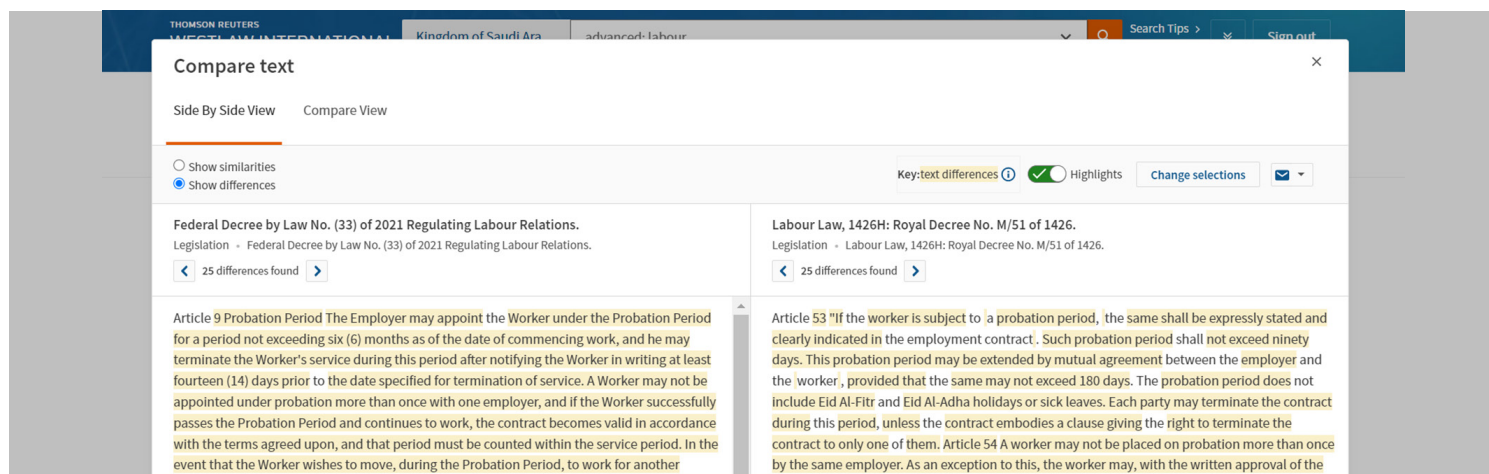 THOMSON REUTERS
WESTLAW INTERNATIONAL
Kingdom of Saudi Ara
advanced: labour
Search Tips >
Sign out
Compare text
Side By Side View
Compare View
Show similarities
Show differences
Key:text differences
Highlights
Change selections
Federal Decree by Law No. (33) of 2021 Regulating Labour Relations.
Legislation • Federal Decree by Law No. (33) of 2021 Regulating Labour Relations.
25 differences found
Article 9 Probation Period The Employer may appoint the Worker under the Probation Period
for a period not exceeding six (6) months as of the date of commencing work, and he may
terminate the Worker's service during this period after notifying the Worker in writing at least
fourteen (14) days prior to the date specified for termination of service. A Worker may not be
appointed under probation more than once with one employer, and if the Worker successfully
passes the Probation Period and continues to work, the contract becomes valid in accordance
with the terms agreed upon, and that period must be counted within the service period. In the
event that the Worker wishes to move, during the Probation Period, to work for another
Labour Law, 1426H: Royal Decree No. M/51 of 1426.
Legislation • Labour Law, 1426H: Royal Decree No. M/51 of 1426.
25 differences found
Article 53 "If the worker is subject to a probation period, the same shall be expressly stated and
clearly indicated in the employment contract . Such probation period shall not exceed ninety
days. This probation period may be extended by mutual agreement between the employer and
the worker , provided that the same may not exceed 180 days. The probation period does not
include Eid Al-Fitr and Eid Al-Adha holidays or sick leaves. Each party may terminate the contract
during this period, unless the contract embodies a clause giving the right to terminate the
contract to only one of them. Article 54 A worker may not be placed on probation more than once
by the same employer. As an exception to this, the worker may, with the written approval of the